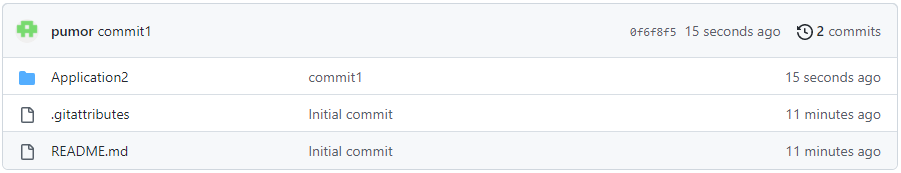 pumor commit1 0f6f8f5 15 seconds ago 2 commits
Application2 commit1 15 seconds ago
.gitattributes Initial commit 11 minutes ago
README.md Initial commit 11 minutes ago